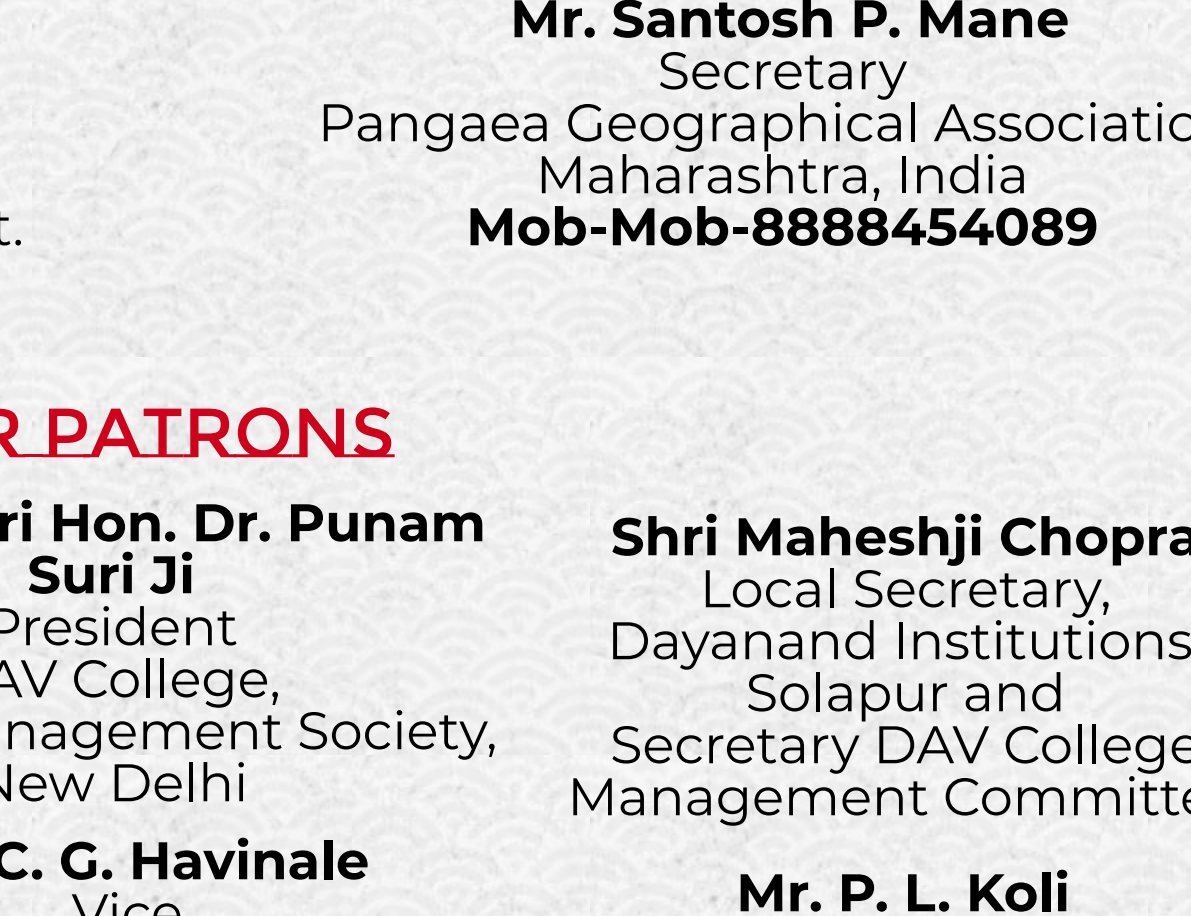 Mr. Santosh P. Mane
Secretary
Pangaea Geographical Associatio
Maharashtra, India
t.
Mob-Mob-8888454089
R PATRONS
ri Hon. Dr. Punam
Suri Ji
President
AV College,
nagement Society,
New Delhi
C. G. Havinale
Vice
Shri Maheshji Chopra
Local Secretary,
Dayanand Institutions
Solapur and
Secretary DAV College
Management Committe
Mr. P. L. Koli